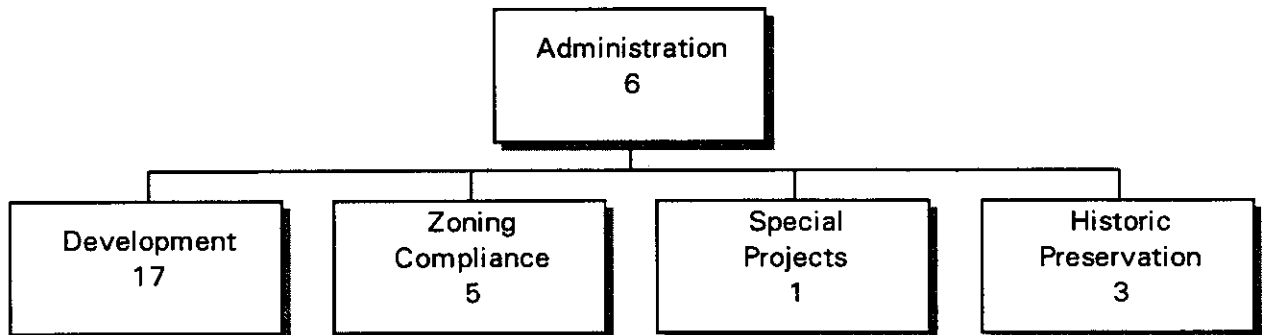 Administration
6
Development
17
Zoning
Compliance
5
Special
Projects
1
Historic
Preservation
3